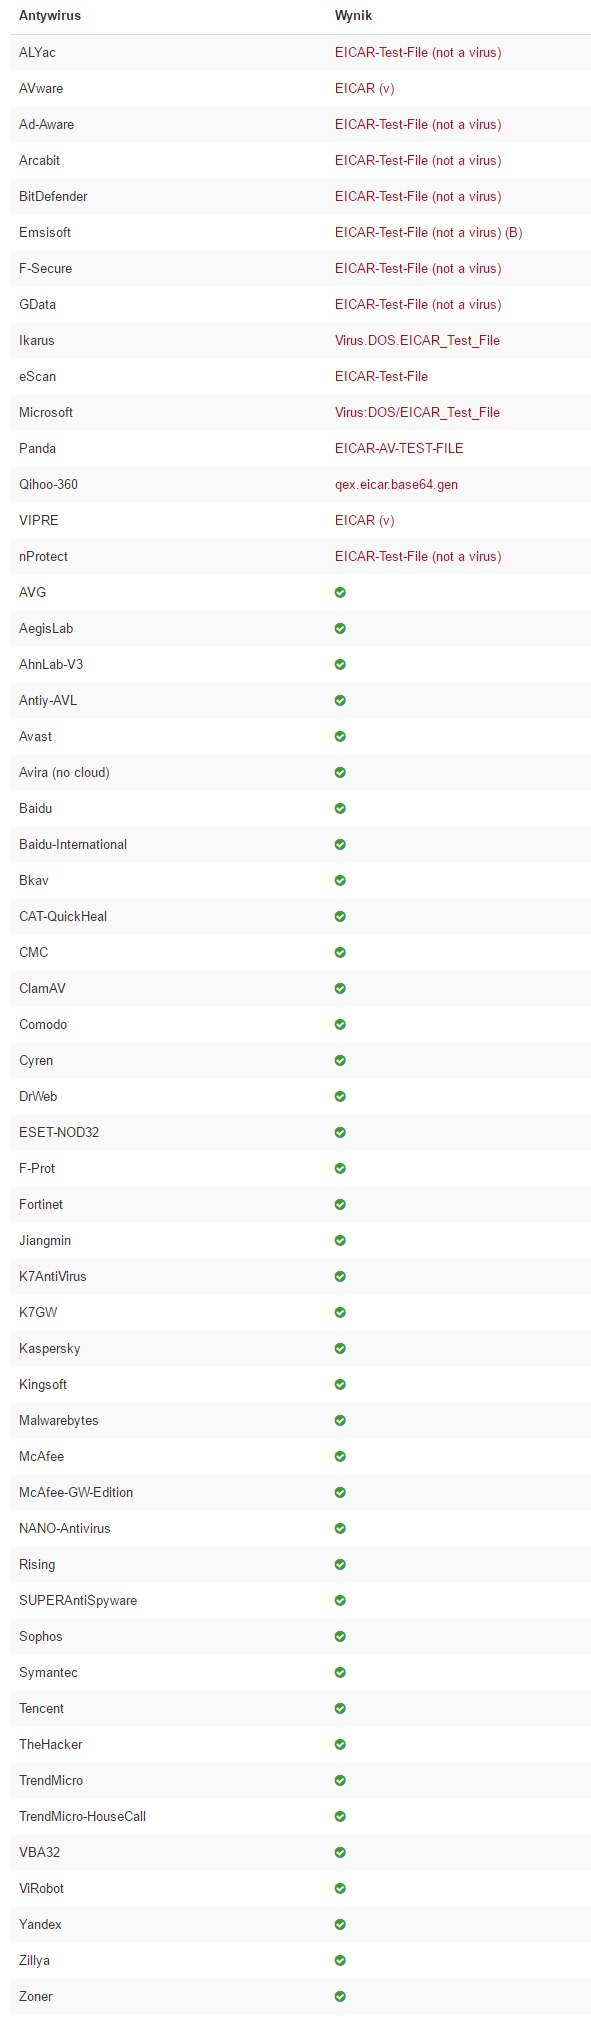 Antywirus Wynik
ALYac EICAR-Test-File (not a virus)
AVware EICAR (v)
Ad-Aware EICAR-Test-File (not a virus)
Arcabit EICAR-Test-File (not a virus)
BitDefender EICAR-Test-File (not a virus)
Emsisoft EICAR-Test-File (not a virus) (B)
F-Secure EICAR-Test-File (not a virus)
GData EICAR-Test-File (not a virus)
Ikarus Virus.DOS.EICAR_Test_File
eScan EICAR-Test-File
Microsoft Virus:DOS/EICAR_Test_File
Panda EICAR-AV-TEST-FILE
Qihoo-360 qex.eicar.base64.gen
VIPRE EICAR (v)
nProtect EICAR-Test-File (not a virus)
AVG
AegisLab
AhnLab-V3
Antiy-AVL
Avast
Avira (no cloud)
Baidu
Baidu-International
Bkav
CAT-QuickHeal
CMC
ClamAV
Comodo
Cyren
DrWeb
ESET-NOD32
F-Prot
Fortinet
Jiangmin
K7AntiVirus
K7GW
Kaspersky
Kingsoft
Malwarebytes
McAfee
McAfee-GW-Edition
NANO-Antivirus
Rising
SUPERAntiSpyware
Sophos
Symantec
Tencent
TheHacker
TrendMicro
TrendMicro-HouseCall
VBA32
ViRobot
Yandex
Zillya
Zoner